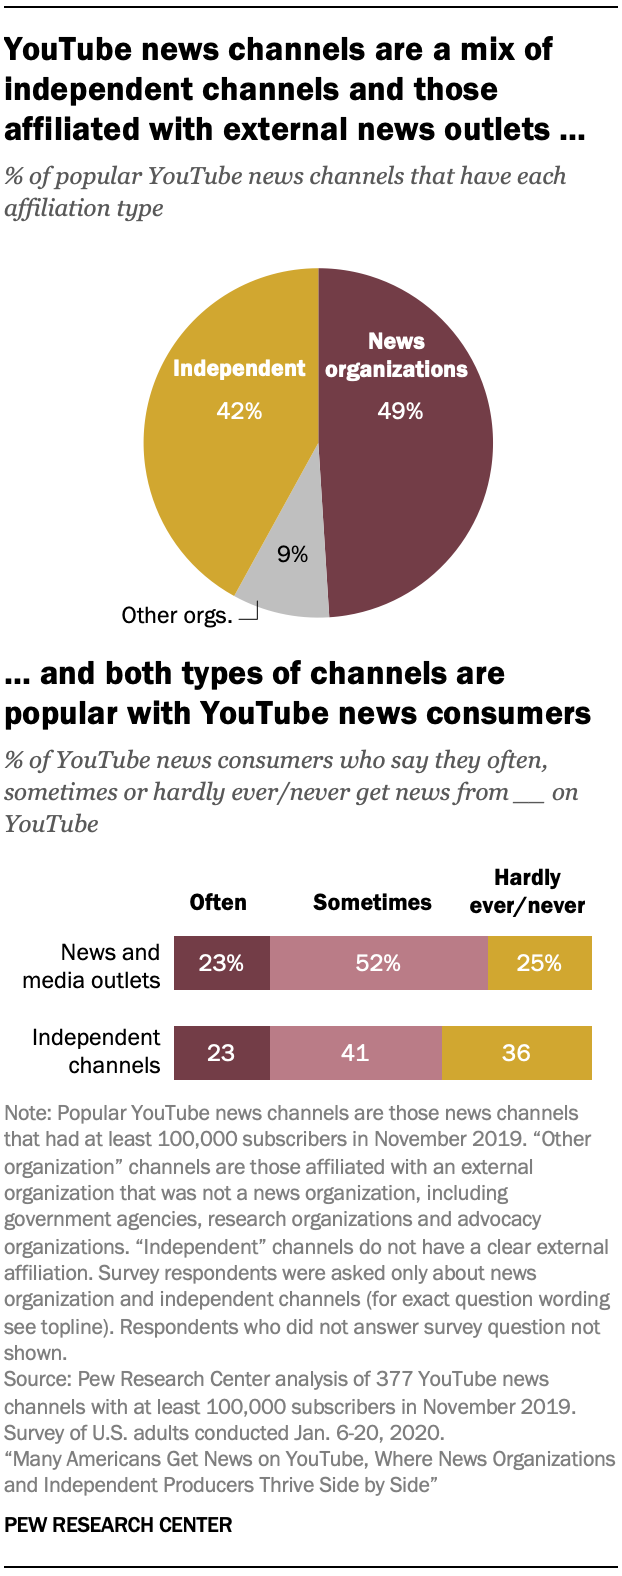 YouTube news channels are a mix of
independent channels and those
affiliated with external news outlets ...
% of popular YouTube news channels that have each
affiliation type
News
organizations
49%
Independent
42%
9%
Other orgs.
... and both types of channels are
popular with YouTube news consumers
% of YouTube news consumers who say they often,
sometimes or hardly ever/never get news from __ on
YouTube
Often
Sometimes
Hardly
ever/never
News and
media outlets
23%
52%
25%
Independent
channels
23
41
36
Note: Popular YouTube news channels are those news channels
that had at least 100,000 subscribers in November 2019. “Other
organization” channels are those affiliated with an external
organization that was not a news organization, including
government agencies, research organizations and advocacy
organizations. “Independent” channels do not have a clear external
affiliation. Survey respondents were asked only about news
organization and independent channels (for exact question wording
see topline). Respondents who did not answer survey question not
shown.
Source: Pew Research Center analysis of 377 YouTube news
channels with at least 100,000 subscribers in November 2019.
Survey of U.S. adults conducted Jan. 6-20, 2020.
“Many Americans Get News on YouTube, Where News Organizations
and Independent Producers Thrive Side by Side”
PEW RESEARCH CENTER